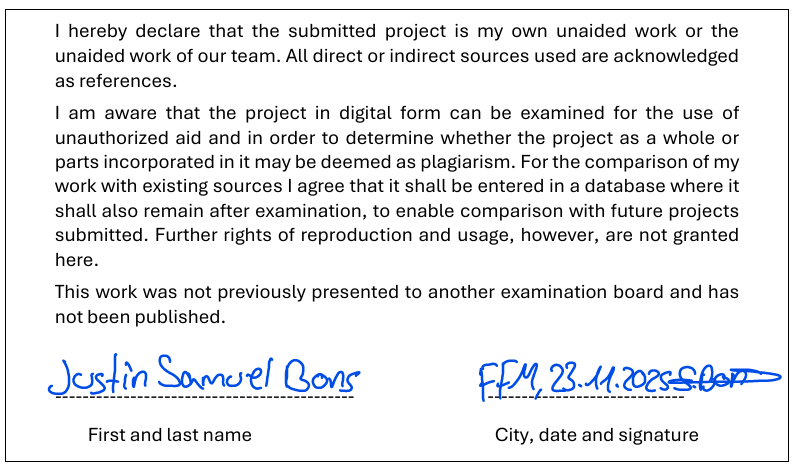 I hereby declare that the submitted project is my own unaided work or the
unaided work of our team. All direct or indirect sources used are acknowledged
as references.
I am aware that the project in digital form can be examined for the use of
unauthorized aid and in order to determine whether the project as a whole or
parts incorporated in it may be deemed as plagiarism. For the comparison of my
work with existing sources I agree that it shall be entered in a database where it
shall also remain after examination, to enable comparison with future projects
submitted. Further rights of reproduction and usage, however, are not granted
here.
This work was not previously presented to another examination board and has
not been published.
Justin Samuel Bons FFM, 23.11.2025
First and last name City, date and signature